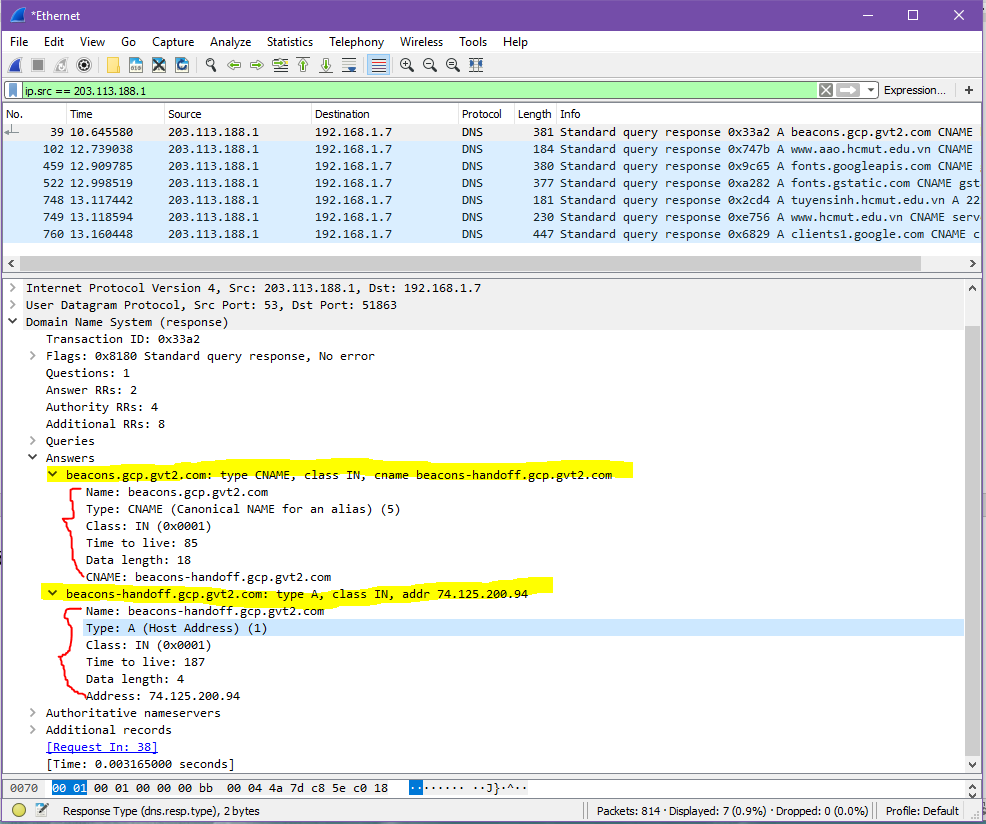 *Ethernet
File Edit View Go Capture Analyze Statistics Telephony Wireless Tools Help
ip.src == 203.113.188.1 Expression... +
No. Time Source Destination Protocol Length Info
39 10.645580 203.113.188.1 192.168.1.7 DNS 381 Standard query response 0x33a2 A beacons.gcp.gvt2.com CNAME
102 12.739038 203.113.188.1 192.168.1.7 DNS 184 Standard query response 0x747b A www.aao.hcmut.edu.vn CNAME
459 12.909785 203.113.188.1 192.168.1.7 DNS 380 Standard query response 0x9c65 A fonts.googleapis.com CNAME
522 12.998519 203.113.188.1 192.168.1.7 DNS 377 Standard query response 0xa282 A fonts.gstatic.com CNAME gst
748 13.117442 203.113.188.1 192.168.1.7 DNS 181 Standard query response 0x2cd4 A tuyensinh.hcmut.edu.vn A 22
749 13.118594 203.113.188.1 192.168.1.7 DNS 230 Standard query response 0xe756 A www.hcmut.edu.vn CNAME serv
760 13.160448 203.113.188.1 192.168.1.7 DNS 447 Standard query response 0x6829 A clients1.google.com CNAME c
Internet Protocol Version 4, Src: 203.113.188.1, Dst: 192.168.1.7
User Datagram Protocol, Src Port: 53, Dst Port: 51863
Domain Name System (response)
Transaction ID: 0x33a2
Flags: 0x8180 Standard query response, No error
Questions: 1
Answer RRs: 2
Authority RRs: 4
Additional RRs: 8
Queries
Answers
beacons.gcp.gvt2.com: type CNAME, class IN, cname beacons-handoff.gcp.gvt2.com
Name: beacons.gcp.gvt2.com
Type: CNAME (Canonical NAME for an alias) (5)
Class: IN (0x0001)
Time to live: 85
Data length: 18
CNAME: beacons-handoff.gcp.gvt2.com
beacons-handoff.gcp.gvt2.com: type A, class IN, addr 74.125.200.94
Name: beacons-handoff.gcp.gvt2.com
Type: A (Host Address) (1)
Class: IN (0x0001)
Time to live: 187
Data length: 4
Address: 74.125.200.94
Authoritative nameservers
Additional records
[Request In: 38]
[Time: 0.003165000 seconds]
0070 00 01 00 01 00 00 00 bb 00 04 4a 7d c8 5e c0 18 ········ ··J}·^··
Response Type (dns.resp.type), 2 bytes Packets: 814 · Displayed: 7 (0.9%) · Dropped: 0 (0.0%) Profile: Default